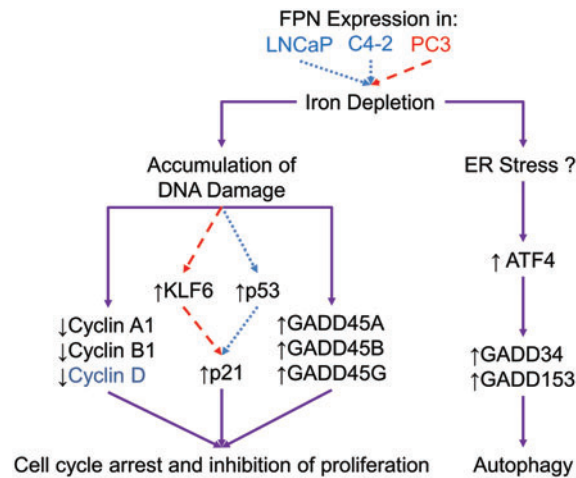 FPN Expression in:
LNCaP C4-2 PC3
Iron Depletion
Accumulation of
DNA Damage
ER Stress ?
↑KLF6 ↑p53
↑ATF4
↓Cyclin A1
↓Cyclin B1
↓Cyclin D
↑p21
↑GADD45A
↑GADD45B
↑GADD45G
↑GADD34
↑GADD153
Cell cycle arrest and inhibition of proliferation
Autophagy